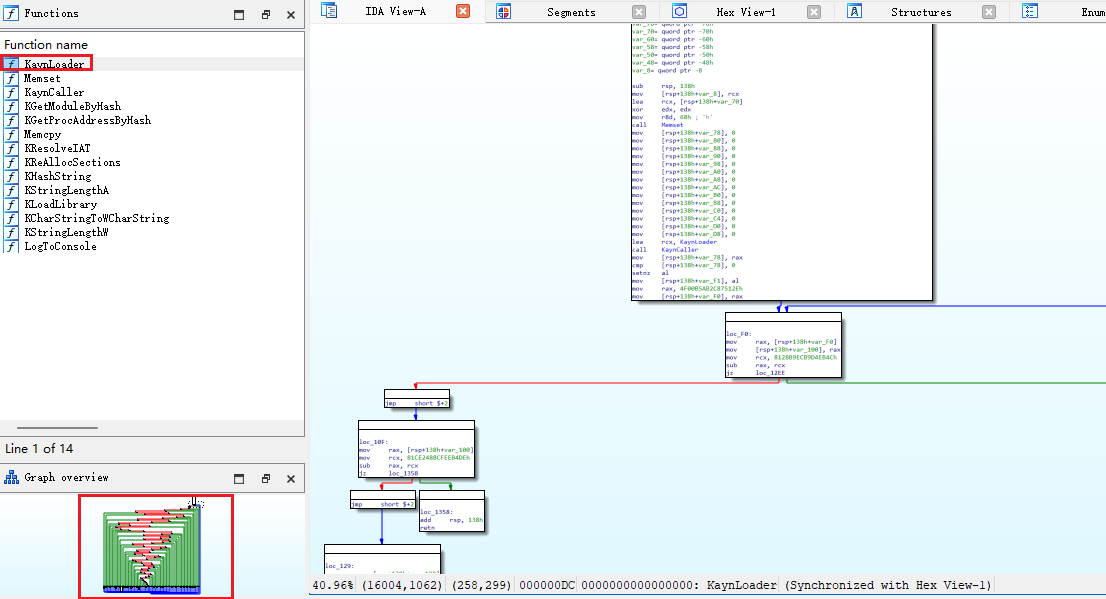 Functions
IDA View-A
Segments
Hex View-1
Structures
Enum
Function name
KaynLoader
Memset
KaynCaller
KGetModuleByHash
KGetProcAddressByHash
Memcpy
KResolveIAT
KReAllocSections
KHashString
KStringLengthA
KLoadLibrary
KCharStringToWCharString
KStringLengthW
LogToConsole
Line 1 of 14
Graph overview
var_70= qword ptr -70h
var_60= qword ptr -60h
var_58= qword ptr -58h
var_50= qword ptr -50h
var_48= qword ptr -48h
var_8= qword ptr -8
sub rsp, 138h
mov [rsp+138h+var_8], rcx
lea rcx, [rsp+138h+var_70]
xor edx, edx
mov r8d, 60h ; '`'
call Memset
mov [rsp+138h+var_78], 0
mov [rsp+138h+var_80], 0
mov [rsp+138h+var_88], 0
mov [rsp+138h+var_90], 0
mov [rsp+138h+var_98], 0
mov [rsp+138h+var_A0], 0
mov [rsp+138h+var_A8], 0
mov [rsp+138h+var_AC], 0
mov [rsp+138h+var_B0], 0
mov [rsp+138h+var_B8], 0
mov [rsp+138h+var_C0], 0
mov [rsp+138h+var_C4], 0
mov [rsp+138h+var_D0], 0
mov [rsp+138h+var_D8], 0
lea rcx, KaynLoader
call KaynCaller
mov [rsp+138h+var_78], rax
cmp [rsp+138h+var_78], 0
setnz al
mov [rsp+138h+var_F1], al
mov rax, 4F00B5AB2C87512Eh
mov [rsp+138h+var_F0], rax
loc_F0:
mov rax, [rsp+138h+var_F0]
mov [rsp+138h+var_100], rax
mov rcx, 812889ECB9D4EB4Ch
sub rax, rcx
jz loc_12EE
jmp short $+2
loc_10F:
mov rax, [rsp+138h+var_100]
mov rcx, 81CE24B8CFEEB4DEh
sub rax, rcx
jz loc_1358
jmp short $+2
loc_1358:
add rsp, 138h
retn
loc_129:
40.96% (16004,1062) (258,299) 000000DC 0000000000000000: KaynLoader (Synchronized with Hex View-1)